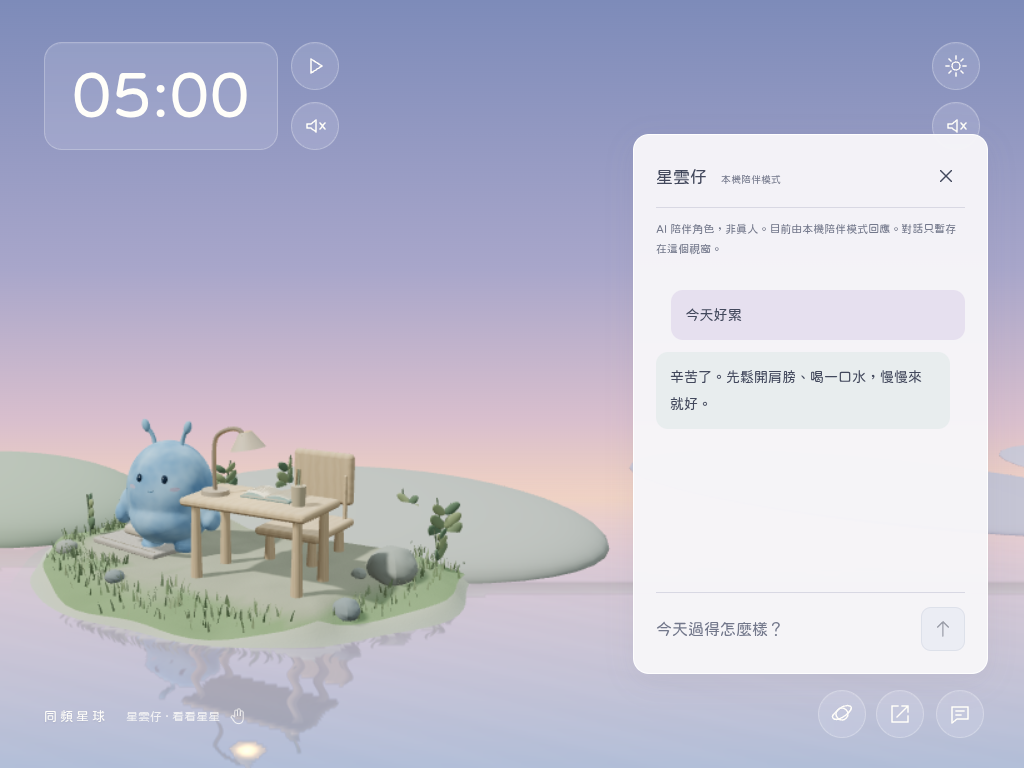 05:00
星雲仔 本機陪伴模式
AI 陪伴角色，非真人。目前由本機陪伴模式回應。對話只暫存
在這個視窗。
今天好累
辛苦了。先鬆開肩膀、喝一口水，慢慢來
就好。
今天過得怎麼樣？
同頻星球 星雲仔·看看星星